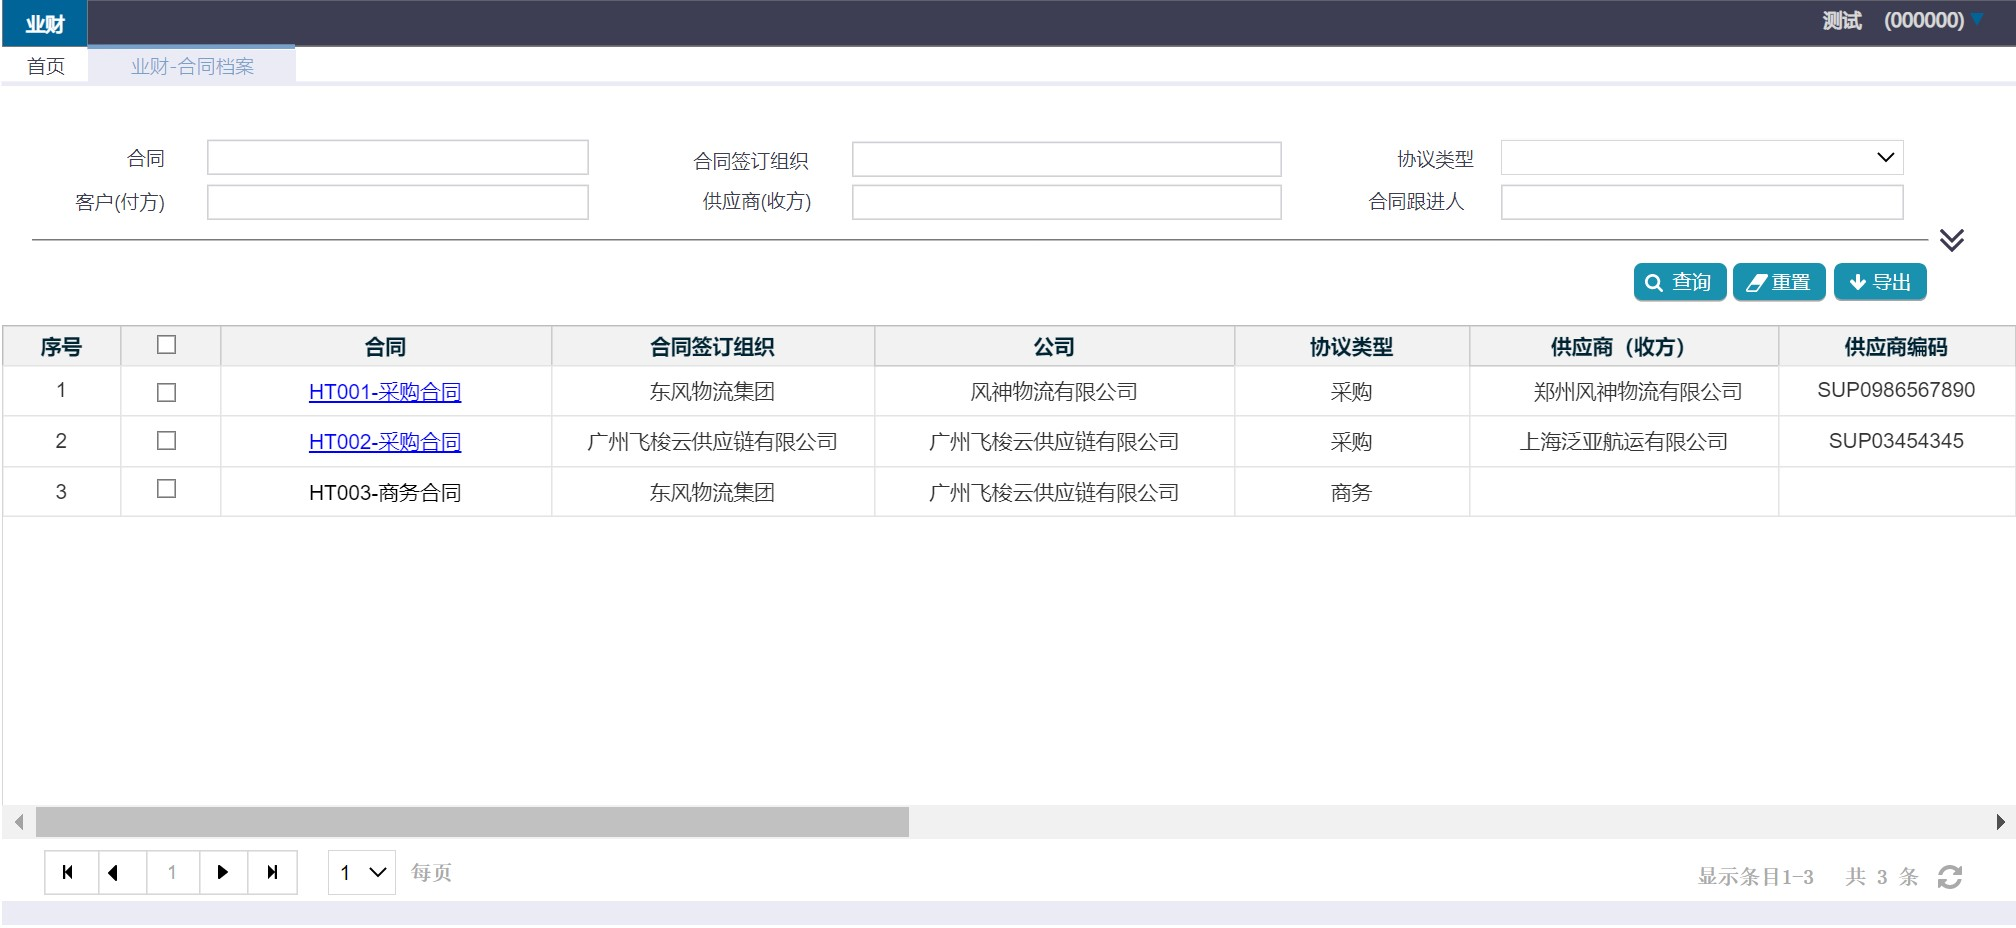 业财
测试 (000000)
首页 业财-合同档案
合同 合同签订组织 协议类型
客户(付方) 供应商(收方) 合同跟进人
查询 重置 导出
序号 合同 合同签订组织 公司 协议类型 供应商（收方） 供应商编码
1 HT001-采购合同 东风物流集团 风神物流有限公司 采购 郑州风神物流有限公司 SUP0986567890
2 HT002-采购合同 广州飞梭云供应链有限公司 广州飞梭云供应链有限公司 采购 上海泛亚航运有限公司 SUP03454345
3 HT003-商务合同 东风物流集团 广州飞梭云供应链有限公司 商务
1 1 每页 显示条目1-3 共 3 条